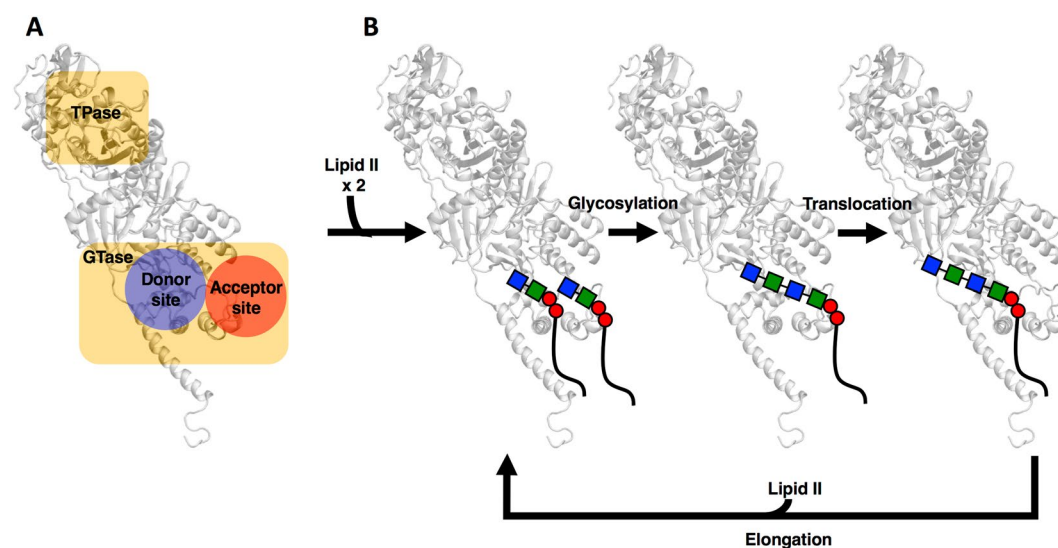 A
TPase
GTase
Donor
site
Acceptor
site
B
Lipid II
x 2
Glycosylation
Translocation
Lipid II
Elongation